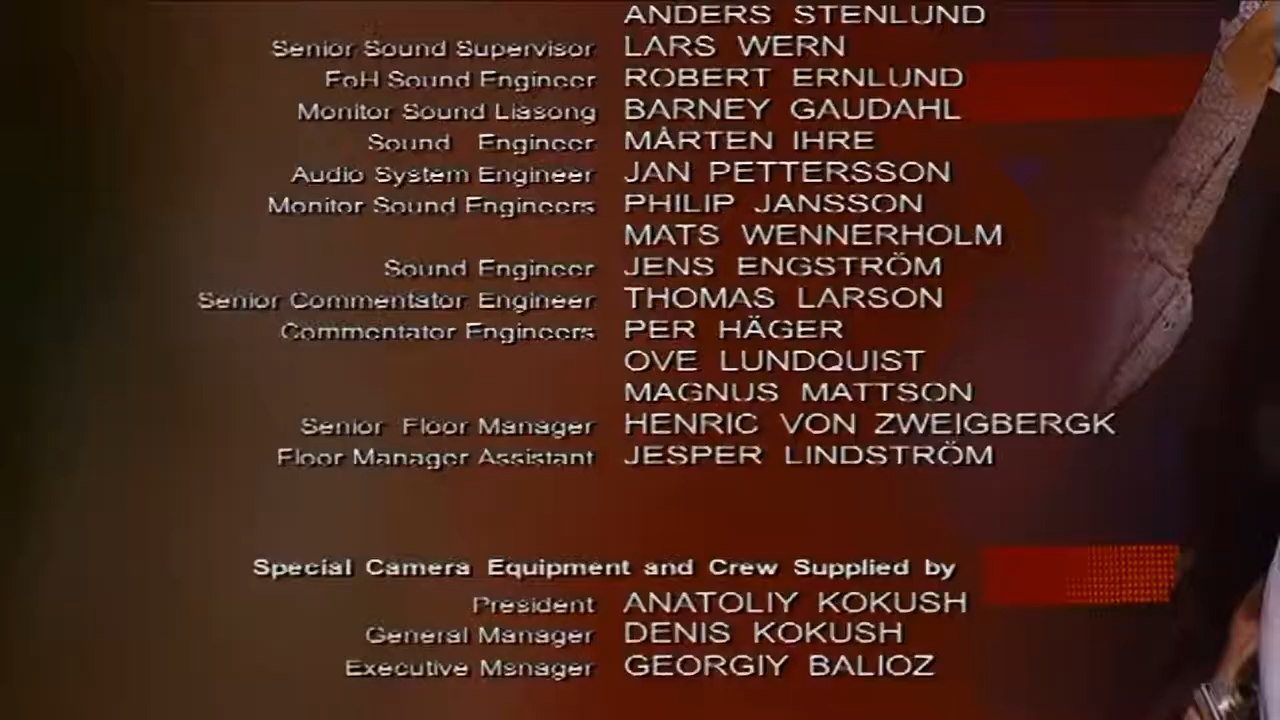 ANDERS STENLUND
Senior Sound Supervisor LARS WERN
FoH Sound Engineer ROBERT ERNLUND
Monitor Sound Liasong BARNEY GAUDAHL
Sound Engineer MÅRTEN IHRE
Audio System Engineer JAN PETTERSSON
Monitor Sound Engineers PHILIP JANSSON
MATS WENNERHOLM
Sound Engineer JENS ENGSTRÖM
Senior Commentator Engineer THOMAS LARSON
Commentator Engineers PER HÄGER
OVE LUNDQUIST
MAGNUS MATTSON
Senior Floor Manager HENRIC VON ZWEIGBERGK
Floor Manager Assistant JESPER LINDSTRÖM
Special Camera Equipment and Crew Supplied by
President ANATOLIY KOKUSH
General Manager DENIS KOKUSH
Executive Msnager GEORGIY BALIOZ